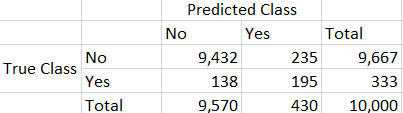 Predicted Class
No Yes Total
True Class No 9,432 235 9,667
Yes 138 195 333
Total 9,570 430 10,000